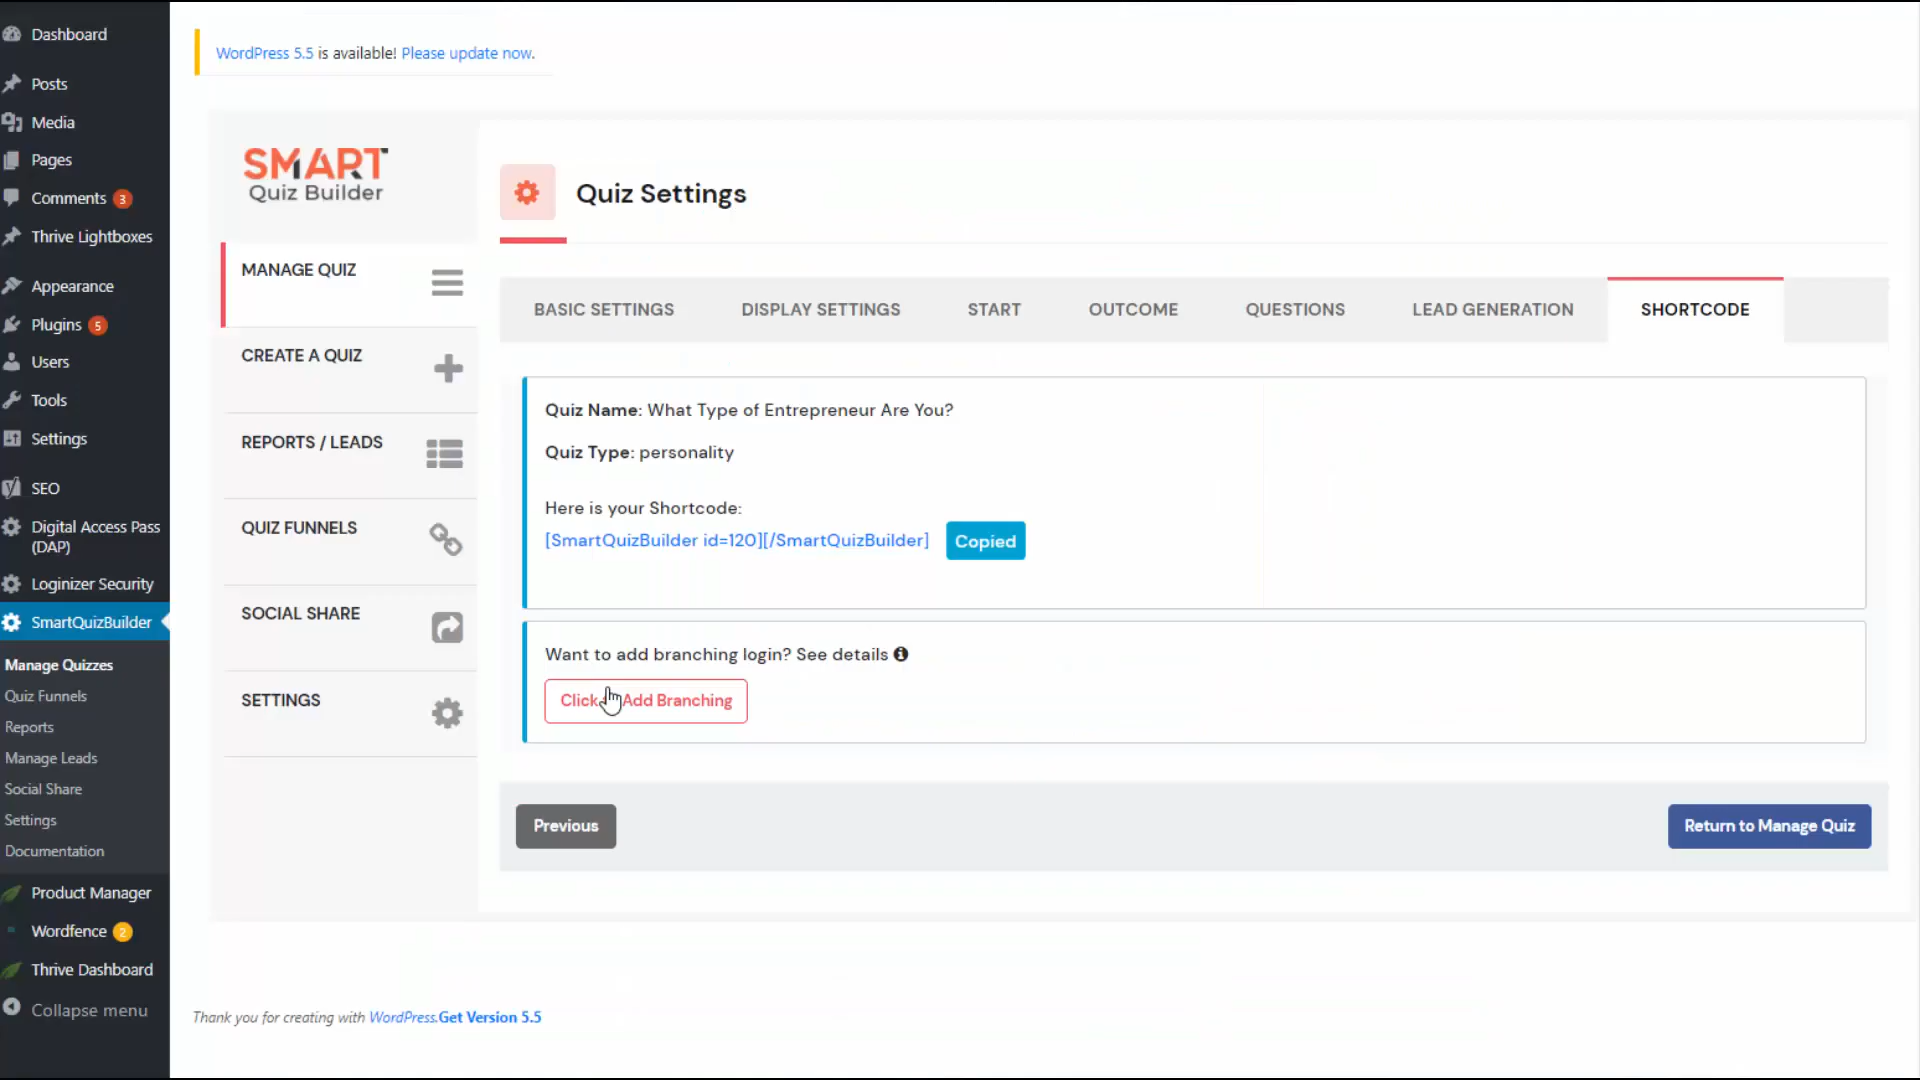 Dashboard
Posts
Media
Pages
Comments 3
Thrive Lightboxes
Appearance
Plugins 5
Users
Tools
Settings
SEO
Digital Access Pass
(DAP)
Loginizer Security
SmartQuizBuilder
Manage Quizzes
Quiz Funnels
Reports
Manage Leads
Social Share
Settings
Documentation
Product Manager
Wordfence 2
Thrive Dashboard
Collapse menu
WordPress 5.5 is available! Please update now.
SMART
Quiz Builder
MANAGE QUIZ
CREATE A QUIZ
REPORTS / LEADS
QUIZ FUNNELS
SOCIAL SHARE
SETTINGS
Quiz Settings
BASIC SETTINGS DISPLAY SETTINGS START OUTCOME QUESTIONS LEAD GENERATION SHORTCODE
Quiz Name: What Type of Entrepreneur Are You?
Quiz Type: personality
Here is your Shortcode:
[SmartQuizBuilder id=120][/SmartQuizBuilder] Copied
Want to add branching login? See details
Click Add Branching
Previous Return to Manage Quiz
Thank you for creating with WordPress.Get Version 5.5